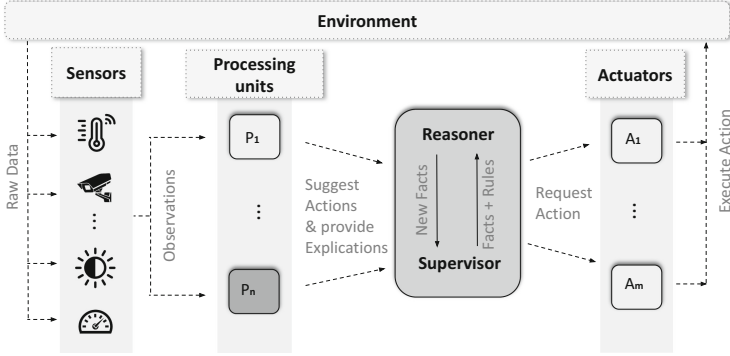 Environment
Sensors
Processing
units
Actuators
Raw Data
Observations
P1
...
Pn
Suggest
Actions
& provide
Explications
Reasoner
New Facts
Facts + Rules
Supervisor
Request
Action
A1
...
Am
Execute Action